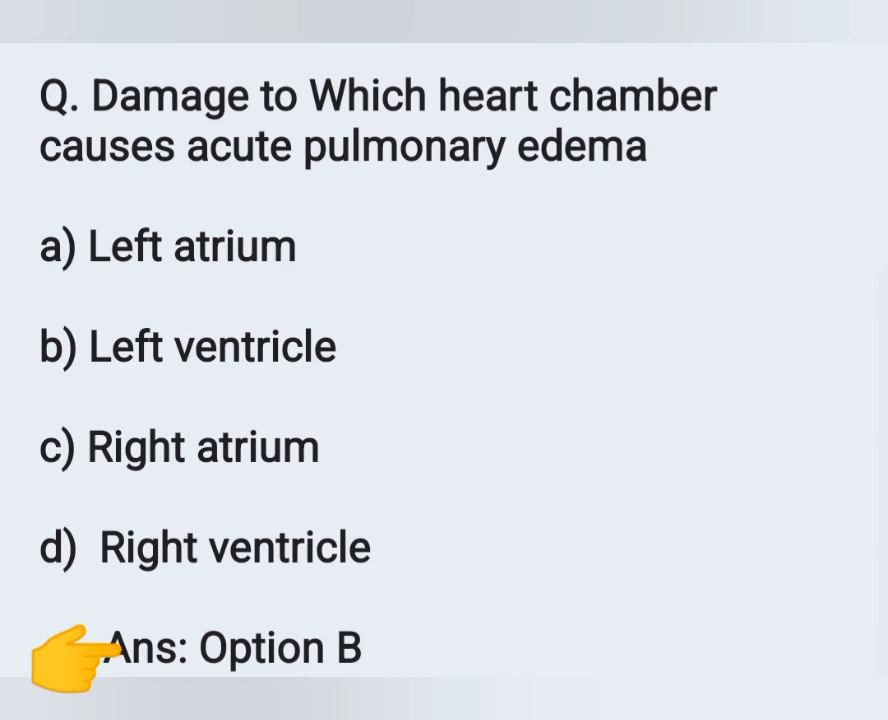 Q. Damage to Which heart chamber
causes acute pulmonary edema
a) Left atrium
b) Left ventricle
c) Right atrium
d) Right ventricle
Ans: Option B